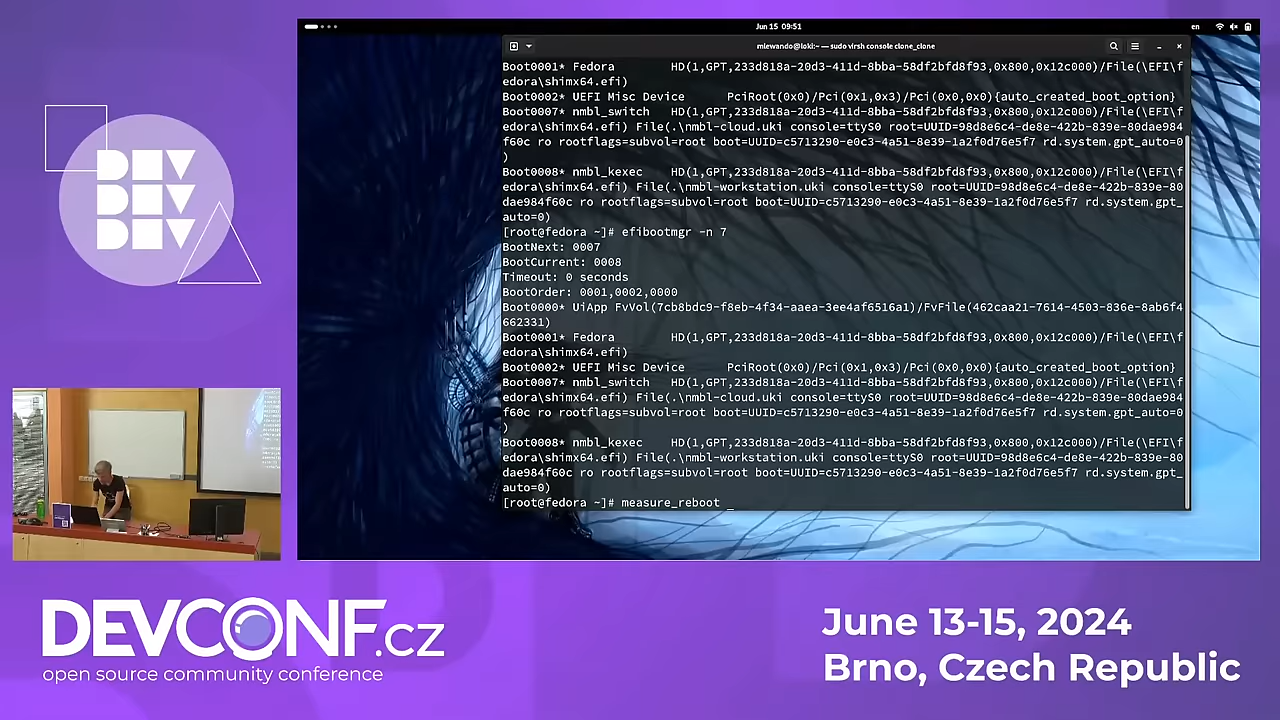 Jun 15 09:51
en
mlewando@loki:~ — sudo virsh console clone_clone
Boot0001* Fedora HD(1,GPT,233d818a-20d3-411d-8bba-58df2bfd8f93,0x800,0x12c000)/File(\EFI\f
edora\shimx64.efi)
Boot0002* UEFI Misc Device PciRoot(0x0)/Pci(0x1,0x3)/Pci(0x0,0x0){auto_created_boot_option}
Boot0007* nmbl_switch HD(1,GPT,233d818a-20d3-411d-8bba-58df2bfd8f93,0x800,0x12c000)/File(\EFI\f
edora\shimx64.efi) File(.\nmbl-cloud.uki console=ttyS0 root=UUID=98d8e6c4-de8e-422b-839e-80dae984
f60c ro rootflags=subvol=root boot=UUID=c5713290-e0c3-4a51-8e39-1a2f0d76e5f7 rd.system.gpt_auto=0
)
Boot0008* nmbl_kexec HD(1,GPT,233d818a-20d3-411d-8bba-58df2bfd8f93,0x800,0x12c000)/File(\EFI\f
edora\shimx64.efi) File(.\nmbl-workstation.uki console=ttyS0 root=UUID=98d8e6c4-de8e-422b-839e-80
dae984f60c ro rootflags=subvol=root boot=UUID=c5713290-e0c3-4a51-8e39-1a2f0d76e5f7 rd.system.gpt_
auto=0)
[root@fedora ~]# efibootmgr -n 7
BootNext: 0007
BootCurrent: 0008
Timeout: 0 seconds
BootOrder: 0001,0002,0000
Boot0000* UiApp FvVol(7cb8bdc9-f8eb-4f34-aaea-3ee4af6516a1)/FvFile(462caa21-7614-4503-836e-8ab6f4
662331)
Boot0001* Fedora HD(1,GPT,233d818a-20d3-411d-8bba-58df2bfd8f93,0x800,0x12c000)/File(\EFI\f
edora\shimx64.efi)
Boot0002* UEFI Misc Device PciRoot(0x0)/Pci(0x1,0x3)/Pci(0x0,0x0){auto_created_boot_option}
Boot0007* nmbl_switch HD(1,GPT,233d818a-20d3-411d-8bba-58df2bfd8f93,0x800,0x12c000)/File(\EFI\f
edora\shimx64.efi) File(.\nmbl-cloud.uki console=ttyS0 root=UUID=98d8e6c4-de8e-422b-839e-80dae984
f60c ro rootflags=subvol=root boot=UUID=c5713290-e0c3-4a51-8e39-1a2f0d76e5f7 rd.system.gpt_auto=0
)
Boot0008* nmbl_kexec HD(1,GPT,233d818a-20d3-411d-8bba-58df2bfd8f93,0x800,0x12c000)/File(\EFI\f
edora\shimx64.efi) File(.\nmbl-workstation.uki console=ttyS0 root=UUID=98d8e6c4-de8e-422b-839e-80
dae984f60c ro rootflags=subvol=root boot=UUID=c5713290-e0c3-4a51-8e39-1a2f0d76e5f7 rd.system.gpt_
auto=0)
[root@fedora ~]# measure_reboot _
DEV
DEV
DEV
DEVCONF.cz
open source community conference
June 13-15, 2024
Brno, Czech Republic